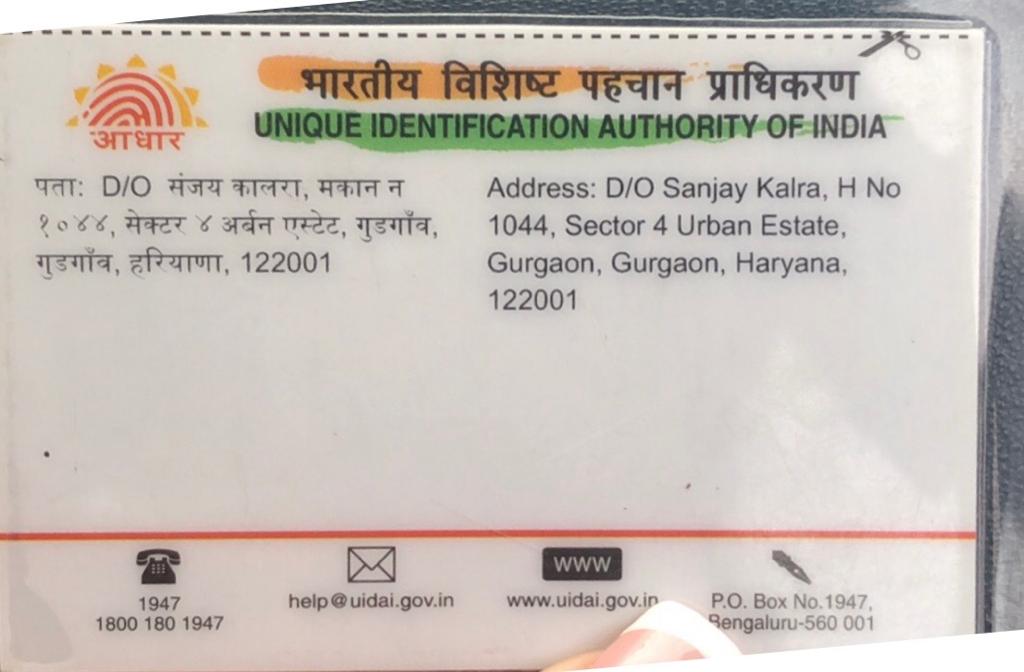 भारतीय विशिष्ट पहचान प्राधिकरण
UNIQUE IDENTIFICATION AUTHORITY OF INDIA
आधार
पता: D/O संजय कालरा, मकान न
१०४४, सेक्टर ४ अर्बन एस्टेट, गुडगाँव,
गुडगाँव, हरियाणा, 122001
Address: D/O Sanjay Kalra, H No
1044, Sector 4 Urban Estate,
Gurgaon, Gurgaon, Haryana,
122001
1947
1800 180 1947
help@uidai.gov.in
WWW
www.uidai.gov.in
P.O. Box No.1947,
Bengaluru-560 001